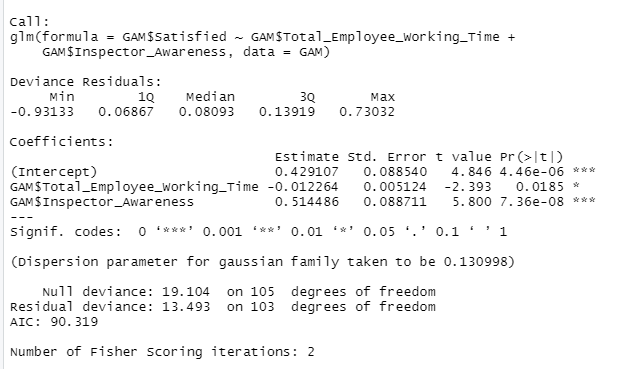 Call:
glm(formula = GAM$Satisfied ~ GAM$Total_Employee_Working_Time +
    GAM$Inspector_Awareness, data = GAM)
Deviance Residuals:
     Min        1Q    Median        3Q       Max
-0.93133   0.06867   0.08093   0.13919   0.73032
Coefficients:
                                 Estimate Std. Error t value Pr(>|t|)
(Intercept)                      0.429107   0.088540   4.846 4.46e-06 ***
GAM$Total_Employee_Working_Time -0.012264   0.005124  -2.393   0.0185 *
GAM$Inspector_Awareness          0.514486   0.088711   5.800 7.36e-08 ***
---
Signif. codes:  0 ‘***’ 0.001 ‘**’ 0.01 ‘*’ 0.05 ‘.’ 0.1 ‘ ’ 1
(Dispersion parameter for gaussian family taken to be 0.130998)
    Null deviance: 19.104  on 105  degrees of freedom
Residual deviance: 13.493  on 103  degrees of freedom
AIC: 90.319
Number of Fisher Scoring iterations: 2